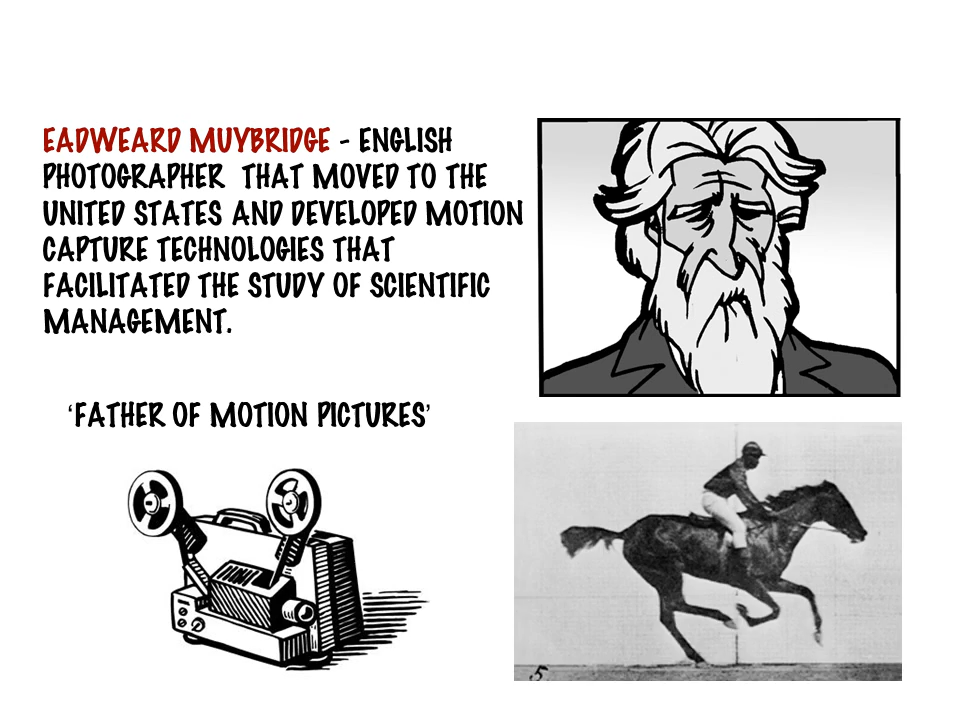 EADWEARD MUYBRIDGE - ENGLISH
PHOTOGRAPHER THAT MOVED TO THE
UNITED STATES AND DEVELOPED MOTION
CAPTURE TECHNOLOGIES THAT
FACILITATED THE STUDY OF SCIENTIFIC
MANAGEMENT.
‘FATHER OF MOTION PICTURES’
5